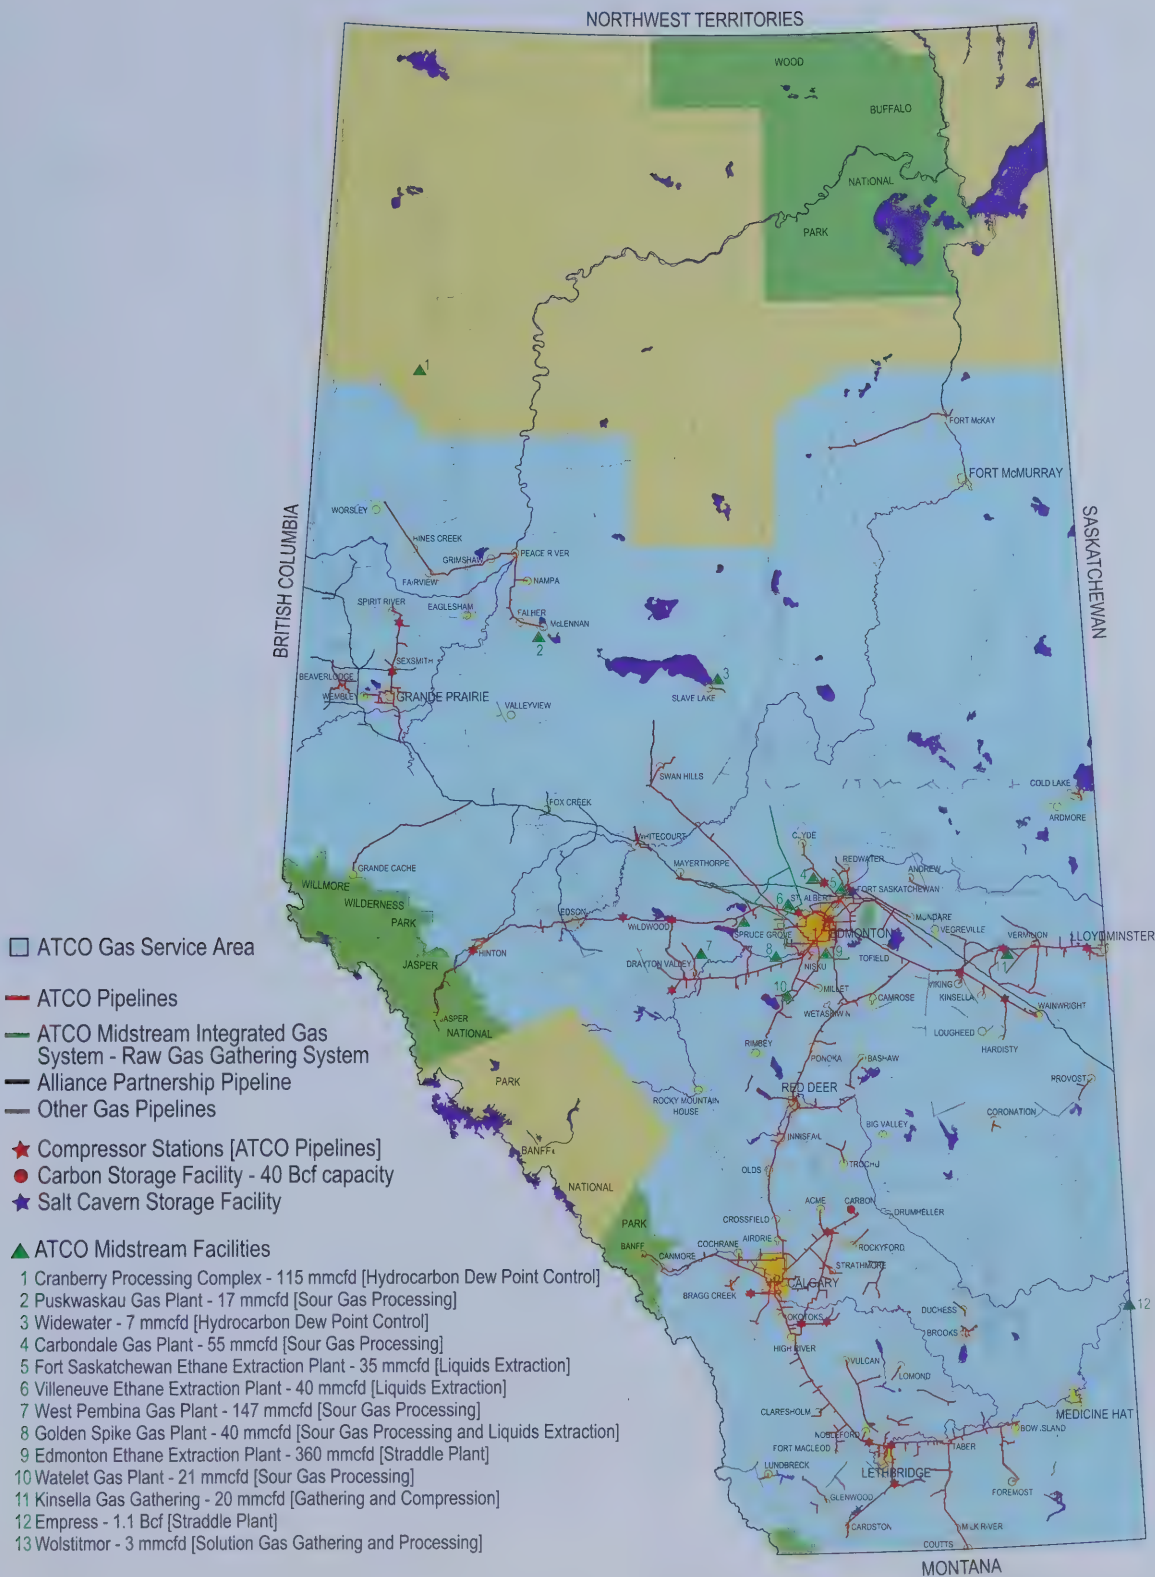 NORTHWEST TERRITORIES
WOOD
BUFFALO
NATIONAL
PARK
1
FORT McKAY
FORT McMURRAY
BRITISH COLUMBIA
SASKATCHEWAN
WORSLEY
HINES CREEK
GRIMSHAW
PEACE RIVER
FAIRVIEW
NAMPA
SPIRIT RIVER
EAGLESHAM
FALHER
McLENNAN
2
SEXSMITH
BEAVERLODGE
WEMBLEY
GRANDE PRAIRIE
3
SLAVE LAKE
VALLEYVIEW
SWAN HILLS
COLD LAKE
ARDMORE
FOX CREEK
WHITECOURT
CLYDE
MAYERTHORPE
REDWATER
ANDREW
GRANDE CACHE
4
5
FORT SASKATCHEWAN
WILLMORE
WILDERNESS
PARK
6
ST. ALBERT
EDSON
MUNDARE
WILDWOOD
SPRUCE GROVE
EDMONTON
VEGREVILLE
VERMILION
LLOYDMINSTER
HINTON
JASPER
7
8
9
TOFIELD
11
DRAYTON VALLEY
NISKU
10
MILLET
VIKING
KINSELLA
CAMROSE
WAINWRIGHT
JASPER
WETASKIWIN
NATIONAL
LOUGHEED
HARDISTY
RIMBEY
PONOKA
BASHAW
PARK
PROVOST
ROCKY MOUNTAIN
HOUSE
RED DEER
CORONATION
BIG VALLEY
INNISFAIL
BANFF
OLDS
TROCHU
NATIONAL
ACME
CARBON
DRUMHELLER
PARK
CROSSFIELD
AIRDRIE
BANFF
CANMORE
COCHRANE
ROCKYFORD
STRATHMORE
CALGARY
BRAGG CREEK
12
DUCHESS
OKOTOKS
BROOKS
HIGH RIVER
VULCAN
LOMOND
CLARESHOLM
MEDICINE HAT
NOBLEFORD
BOW ISLAND
FORT MACLEOD
TABER
LUNDBRECK
LETHBRIDGE
FOREMOST
GLENWOOD
CARDSTON
MILK RIVER
COUTTS
MONTANA
ATCO Gas Service Area
ATCO Pipelines
ATCO Midstream Integrated Gas
System - Raw Gas Gathering System
Alliance Partnership Pipeline
Other Gas Pipelines
Compressor Stations [ATCO Pipelines]
Carbon Storage Facility - 40 Bcf capacity
Salt Cavern Storage Facility
ATCO Midstream Facilities
1 Cranberry Processing Complex - 115 mmcfd [Hydrocarbon Dew Point Control]
2 Puskwaskau Gas Plant - 17 mmcfd [Sour Gas Processing]
3 Widewater - 7 mmcfd [Hydrocarbon Dew Point Control]
4 Carbondale Gas Plant - 55 mmcfd [Sour Gas Processing]
5 Fort Saskatchewan Ethane Extraction Plant - 35 mmcfd [Liquids Extraction]
6 Villeneuve Ethane Extraction Plant - 40 mmcfd [Liquids Extraction]
7 West Pembina Gas Plant - 147 mmcfd [Sour Gas Processing]
8 Golden Spike Gas Plant - 40 mmcfd [Sour Gas Processing and Liquids Extraction]
9 Edmonton Ethane Extraction Plant - 360 mmcfd [Straddle Plant]
10 Watelet Gas Plant - 21 mmcfd [Sour Gas Processing]
11 Kinsella Gas Gathering - 20 mmcfd [Gathering and Compression]
12 Empress - 1.1 Bcf [Straddle Plant]
13 Wolstitmor - 3 mmcfd [Solution Gas Gathering and Processing]